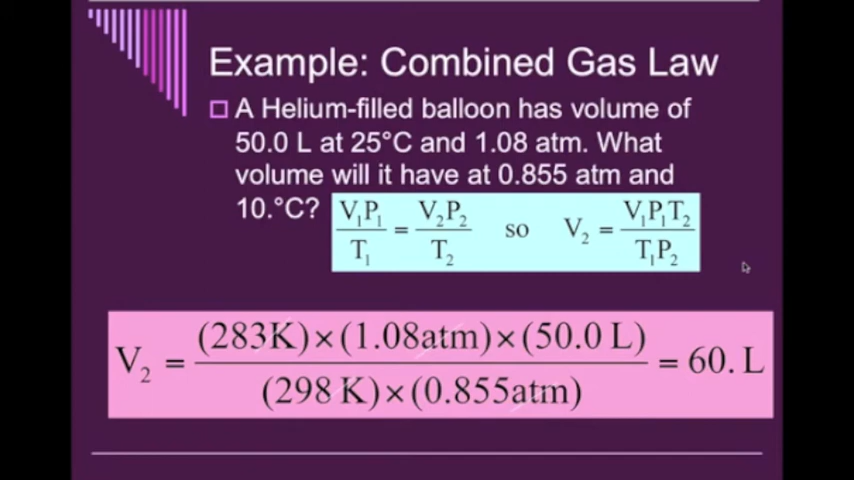 Example: Combined Gas Law
A Helium-filled balloon has volume of
50.0 L at 25°C and 1.08 atm. What
volume will it have at 0.855 atm and
10.°C?
V₁P₁/T₁ = V₂P₂/T₂ so V₂ = V₁P₁T₂/T₁P₂
V₂ = (283K)×(1.08atm)×(50.0 L)/(298 K)×(0.855atm) = 60. L